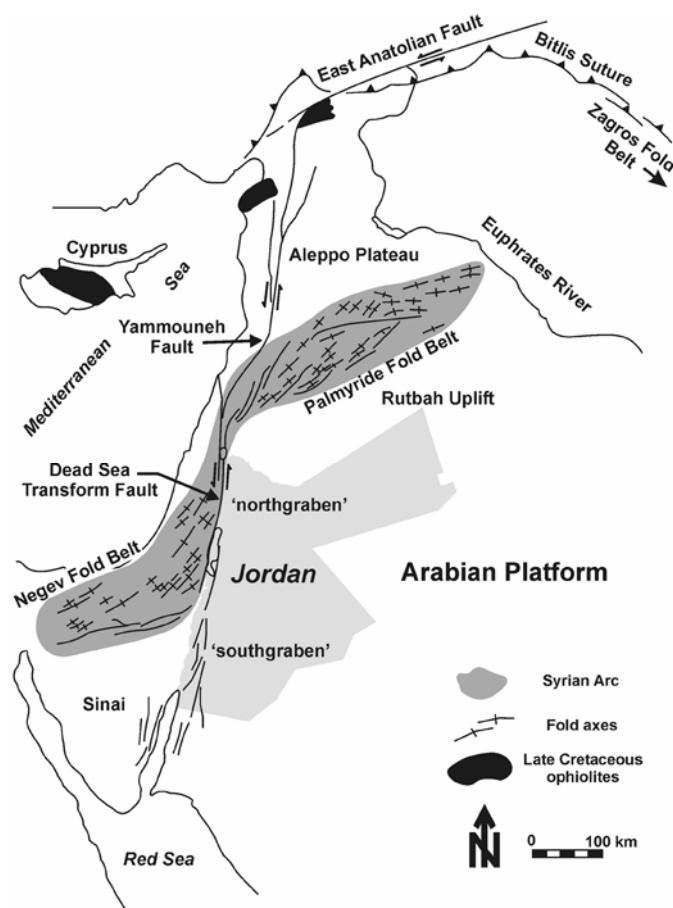 East Anatolian Fault
Bitlis Suture
Zagros Fold
Belt
Cyprus
Sea
Mediterranean
Aleppo Plateau
Euphrates River
Yammouneh
Fault
Palmyride Fold Belt
Rutbah Uplift
Dead Sea
Transform Fault
'northgraben'
Negev Fold Belt
Jordan
Arabian Platform
'southgraben'
Sinai
Syrian Arc
Fold axes
Late Cretaceous
ophiolites
N
0 100 km
Red Sea